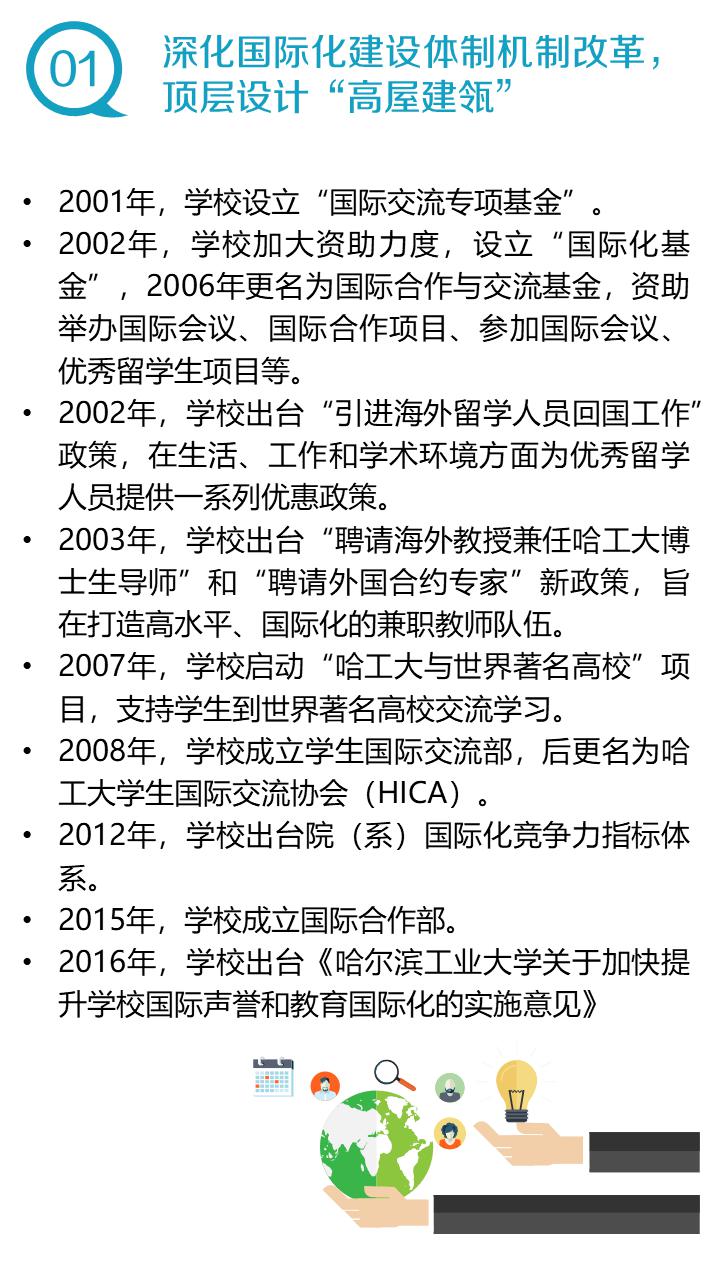 01
深化国际化建设体制机制改革，
顶层设计“高屋建瓴”
• 2001年，学校设立“国际交流专项基金”。
• 2002年，学校加大资助力度，设立“国际化基
金”，2006年更名为国际合作与交流基金，资助
举办国际会议、国际合作项目、参加国际会议、
优秀留学生项目等。
• 2002年，学校出台“引进海外留学人员回国工作”
政策，在生活、工作和学术环境方面为优秀留学
人员提供一系列优惠政策。
• 2003年，学校出台“聘请海外教授兼任哈工大博
士生导师”和“聘请外国合约专家”新政策，旨
在打造高水平、国际化的兼职教师队伍。
• 2007年，学校启动“哈工大与世界著名高校”项
目，支持学生到世界著名高校交流学习。
• 2008年，学校成立学生国际交流部，后更名为哈
工大学生国际交流协会（HICA）。
• 2012年，学校出台院（系）国际化竞争力指标体
系。
• 2015年，学校成立国际合作部。
• 2016年，学校出台《哈尔滨工业大学关于加快提
升学校国际声誉和教育国际化的实施意见》